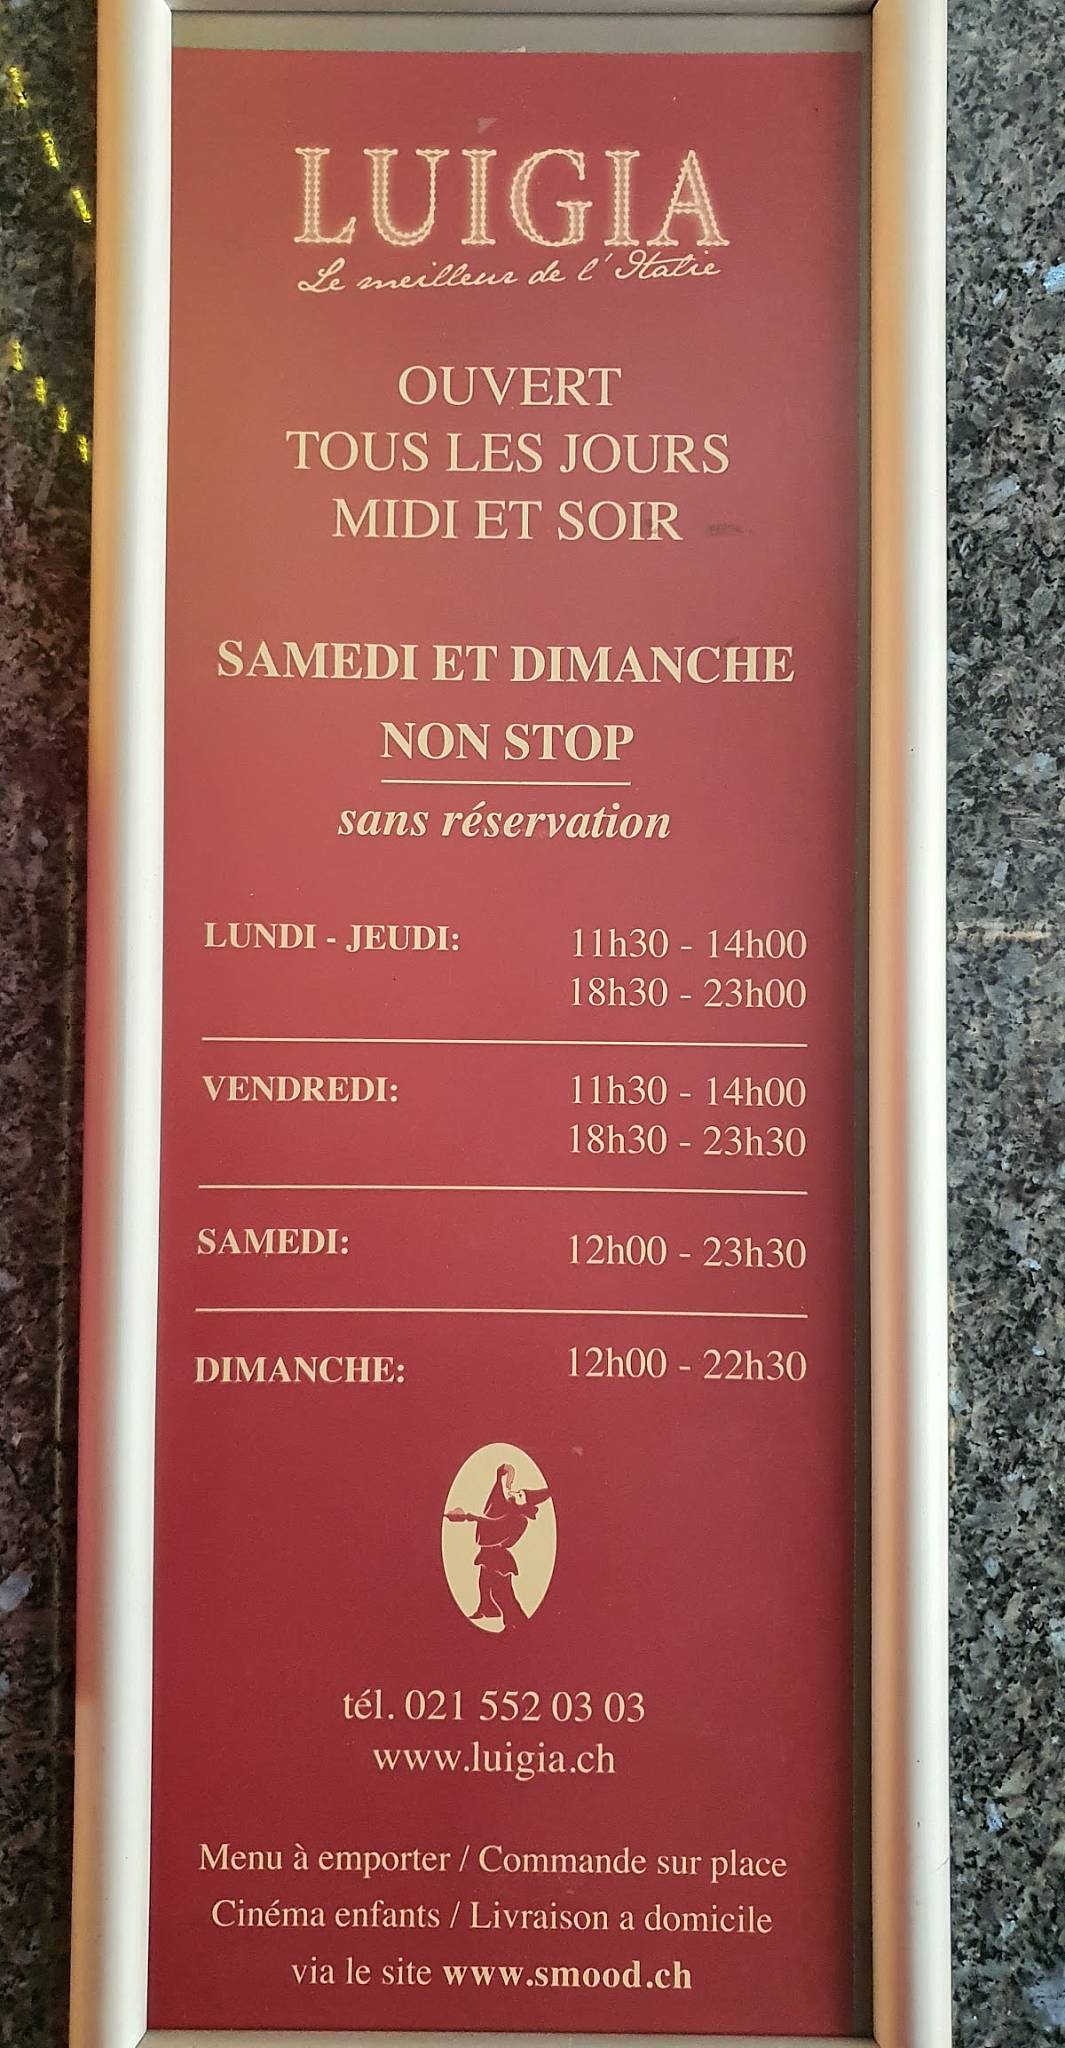 LUIGIA
Le meilleur de l'Italie
OUVERT
TOUS LES JOURS
MIDI ET SOIR
SAMEDI ET DIMANCHE
NON STOP
sans réservation
LUNDI - JEUDI: 11h30 - 14h00
18h30 - 23h00
VENDREDI: 11h30 - 14h00
18h30 - 23h30
SAMEDI: 12h00 - 23h30
DIMANCHE: 12h00 - 22h30
tél. 021 552 03 03
www.luigia.ch
Menu à emporter / Commande sur place
Cinéma enfants / Livraison a domicile
via le site www.smood.ch